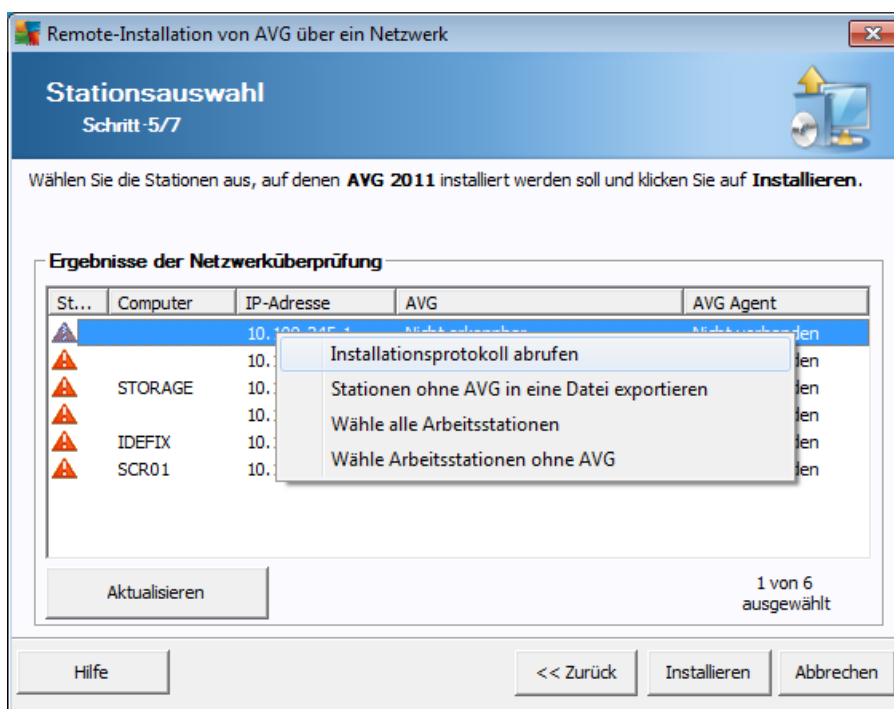 Remote-Installation von AVG über ein Netzwerk
Stationsauswahl
Schritt-5/7
Wählen Sie die Stationen aus, auf denen AVG 2011 installiert werden soll und klicken Sie auf Installieren.
Ergebnisse der Netzwerküberprüfung
St... Computer IP-Adresse AVG AVG Agent
10.
Installationsprotokoll abrufen
10.
Stationen ohne AVG in eine Datei exportieren
STORAGE 10.
Wähle alle Arbeitsstationen
10.
IDEFIX 10.
Wähle Arbeitsstationen ohne AVG
SCR01 10.
Aktualisieren
1 von 6
ausgewählt
Hilfe
<< Zurück
Installieren
Abbrechen